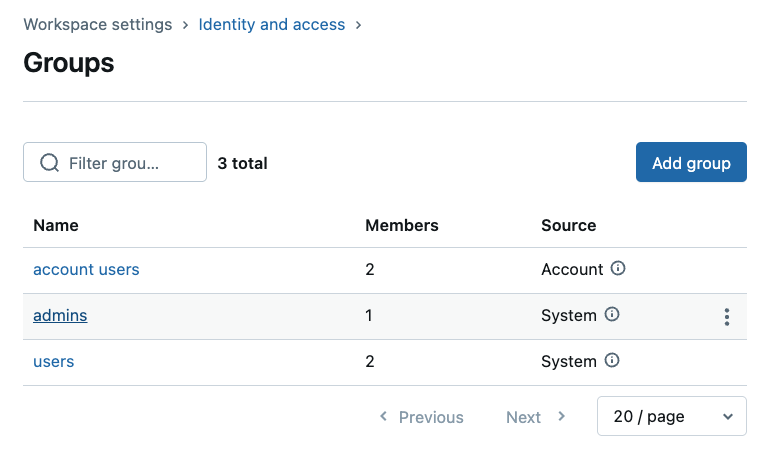 Workspace settings › Identity and access ›
Groups
Filter grou... 3 total Add group
Name Members Source
account users 2 Account
admins 1 System
users 2 System
Previous Next 20 / page